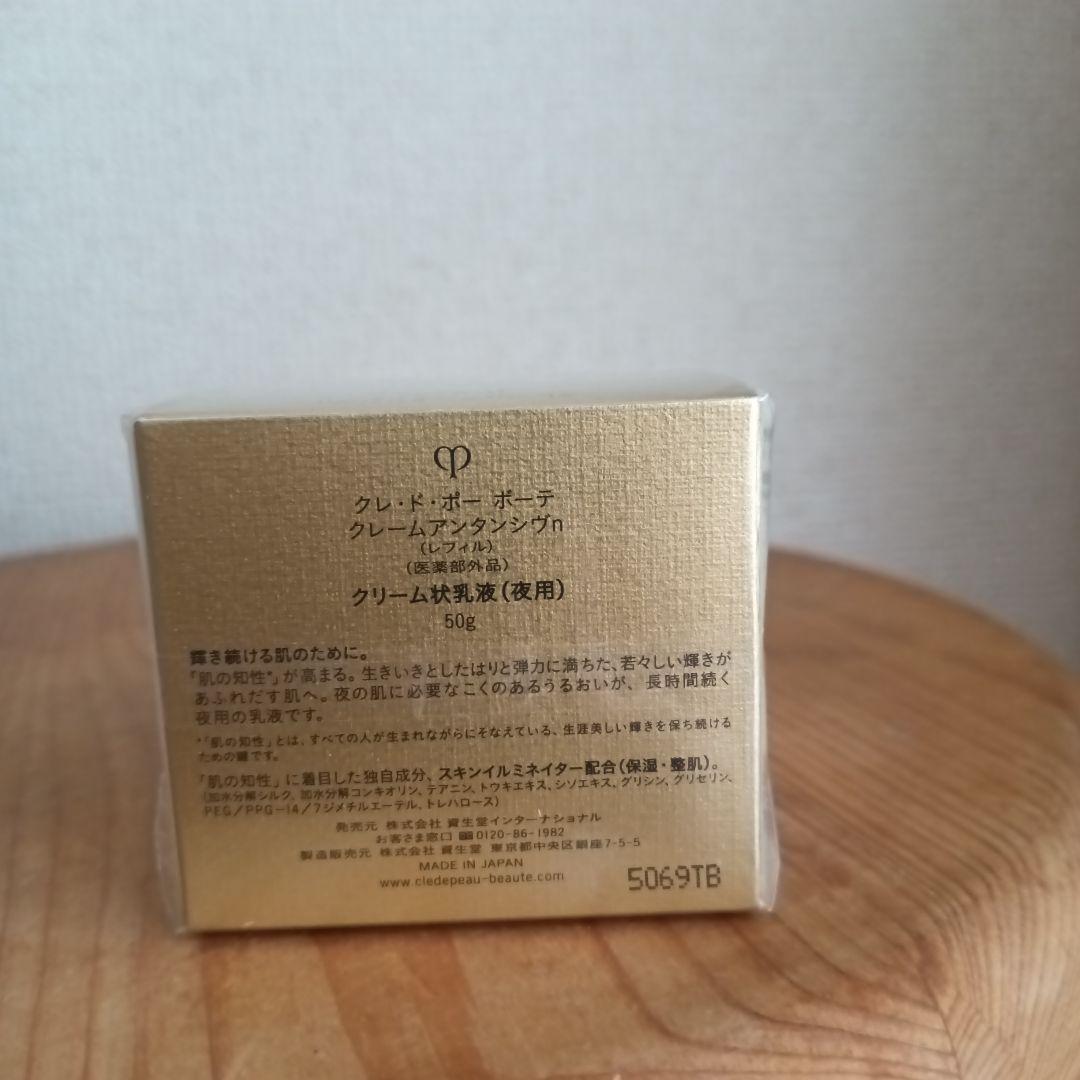 クレ・ド・ポー ボーテ
クレームアンタンシヴn
(レフィル)
(医薬部外品)
クリーム状乳液(夜用)
50g
輝き続ける肌のために。
「肌の知性*」が高まる。生きいきとしたはりと弾力に満ちた、若々しい輝きが
あふれだす肌へ。夜の肌に必要なこくのあるうるおいが、長時間続く
夜用の乳液です。
*「肌の知性」とは、すべての人が生まれながらにそなえている、生涯美しい輝きを保ち続ける
ための鍵です。
「肌の知性」に着目した独自成分、スキンイルミネイター配合(保湿・整肌)。
(加水分解シルク、加水分解コンキオリン、テアニン、トウキエキス、シソエキス、グリシン、グリセリン、
PEG/PPG-14/7ジメチルエーテル、トレハロース)
発売元 株式会社 資生堂インターナショナル
お客さま窓口 0120-86-1982
製造販売元 株式会社 資生堂 東京都中央区銀座7-5-5
MADE IN JAPAN
www.cledepeau-beaute.com
5069TB